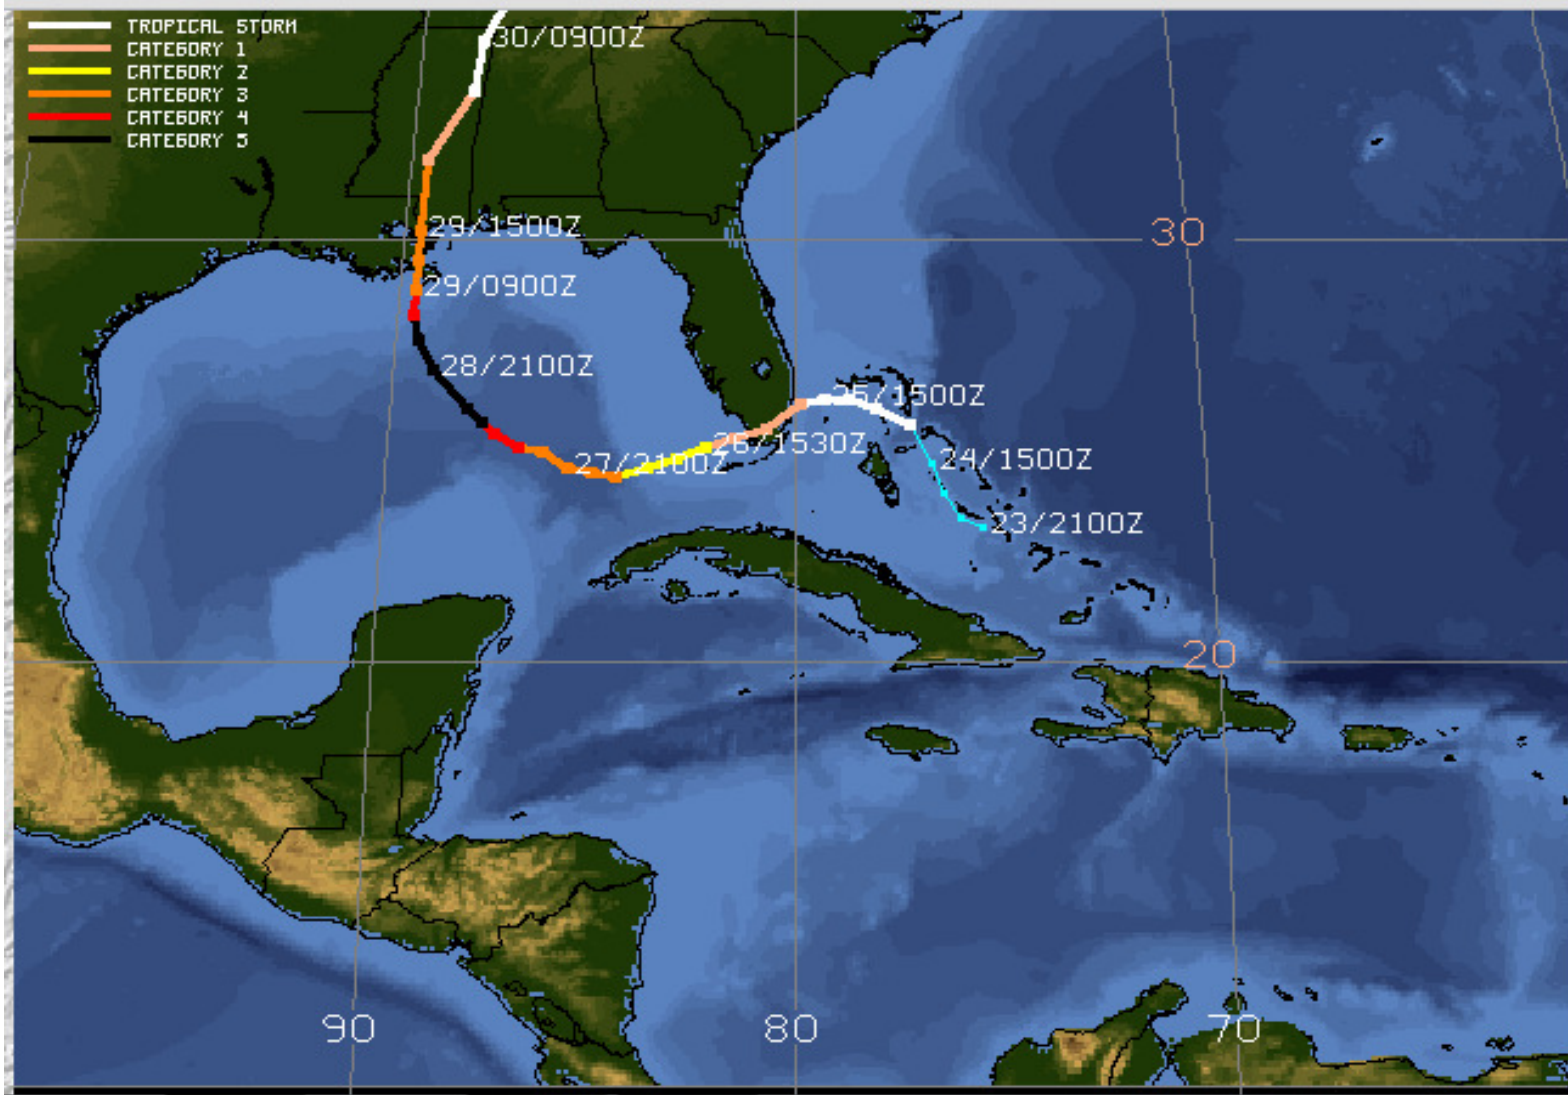 TROPICAL STORM
CATEGORY 1
CATEGORY 2
CATEGORY 3
CATEGORY 4
CATEGORY 5
30/0900Z
29/1500Z
30
29/0900Z
28/2100Z
25/1500Z
26/1530Z
27/2100Z
24/1500Z
23/2100Z
20
90
80
70